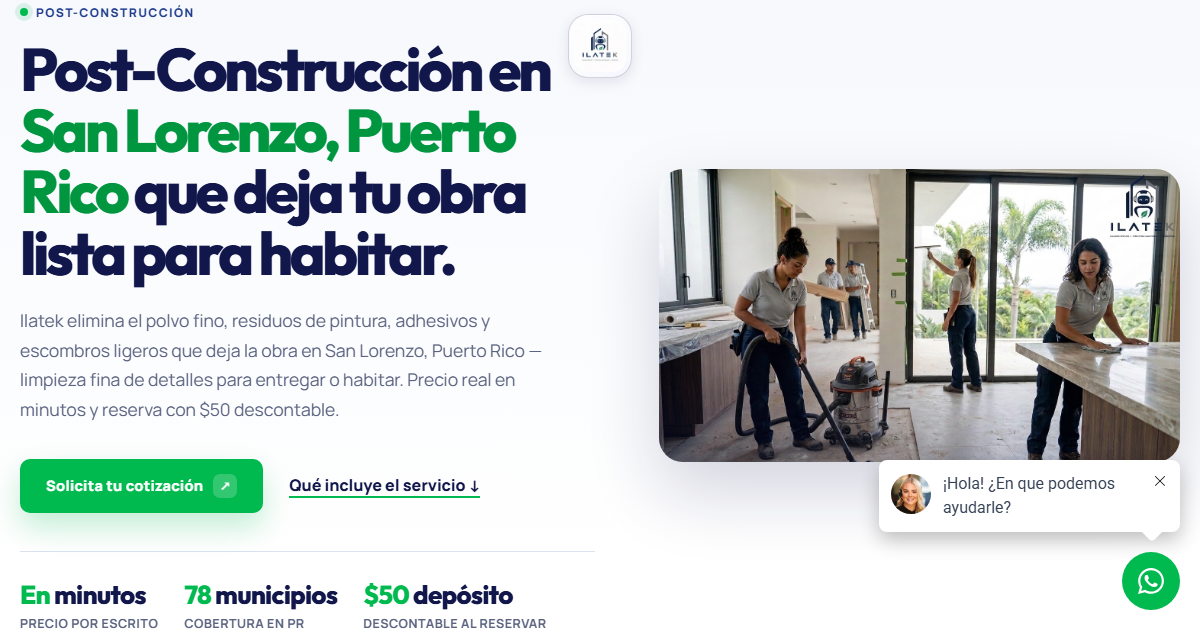 POST-CONSTRUCCIÓN
ILATEK
Post-Construcción en
San Lorenzo, Puerto
Rico que deja tu obra
lista para habitar.
ILATEK
Ilatek elimina el polvo fino, residuos de pintura, adhesivos y
escombros ligeros que deja la obra en San Lorenzo, Puerto Rico —
limpieza fina de detalles para entregar o habitar. Precio real en
minutos y reserva con $50 descontable.
Solicita tu cotización ↗
Qué incluye el servicio ↓
¡Hola! ¿En que podemos
ayudarle?
En minutos
PRECIO POR ESCRITO
78 municipios
COBERTURA EN PR
$50 depósito
DESCONTABLE AL RESERVAR